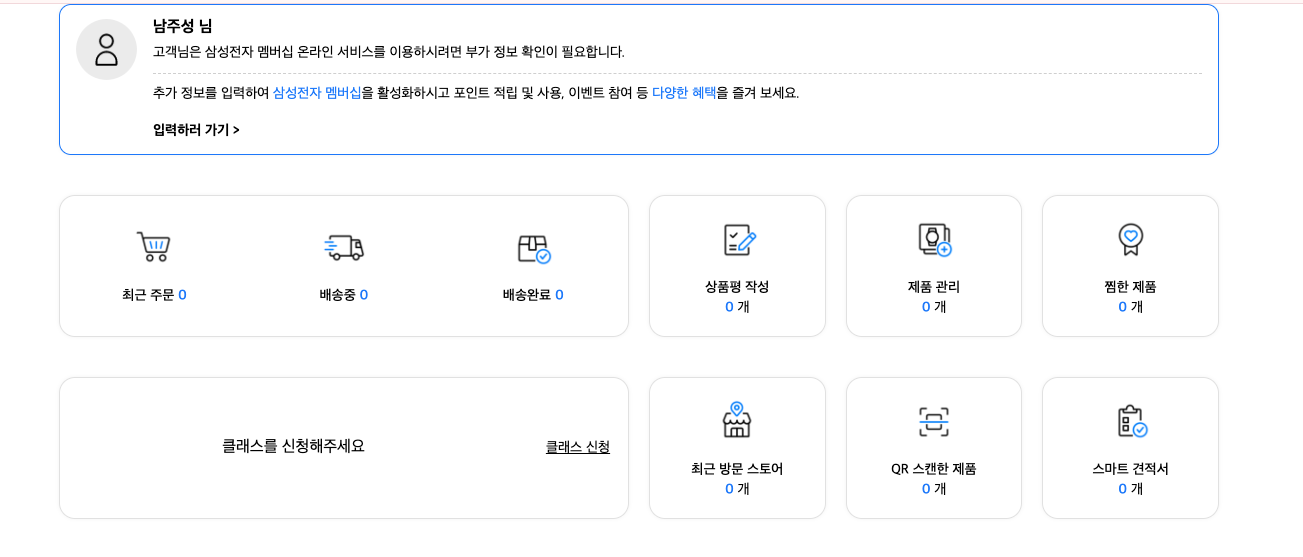 남주성 님
고객님은 삼성전자 멤버십 온라인 서비스를 이용하시려면 부가 정보 확인이 필요합니다.
추가 정보를 입력하여 삼성전자 멤버십을 활성화하시고 포인트 적립 및 사용, 이벤트 참여 등 다양한 혜택을 즐겨 보세요.
입력하러 가기 >
최근 주문 0
배송중 0
배송완료 0
상품평 작성
0 개
제품 관리
0 개
찜한 제품
0 개
클래스를 신청해주세요
클래스 신청
최근 방문 스토어
0 개
QR 스캔한 제품
0 개
스마트 견적서
0 개